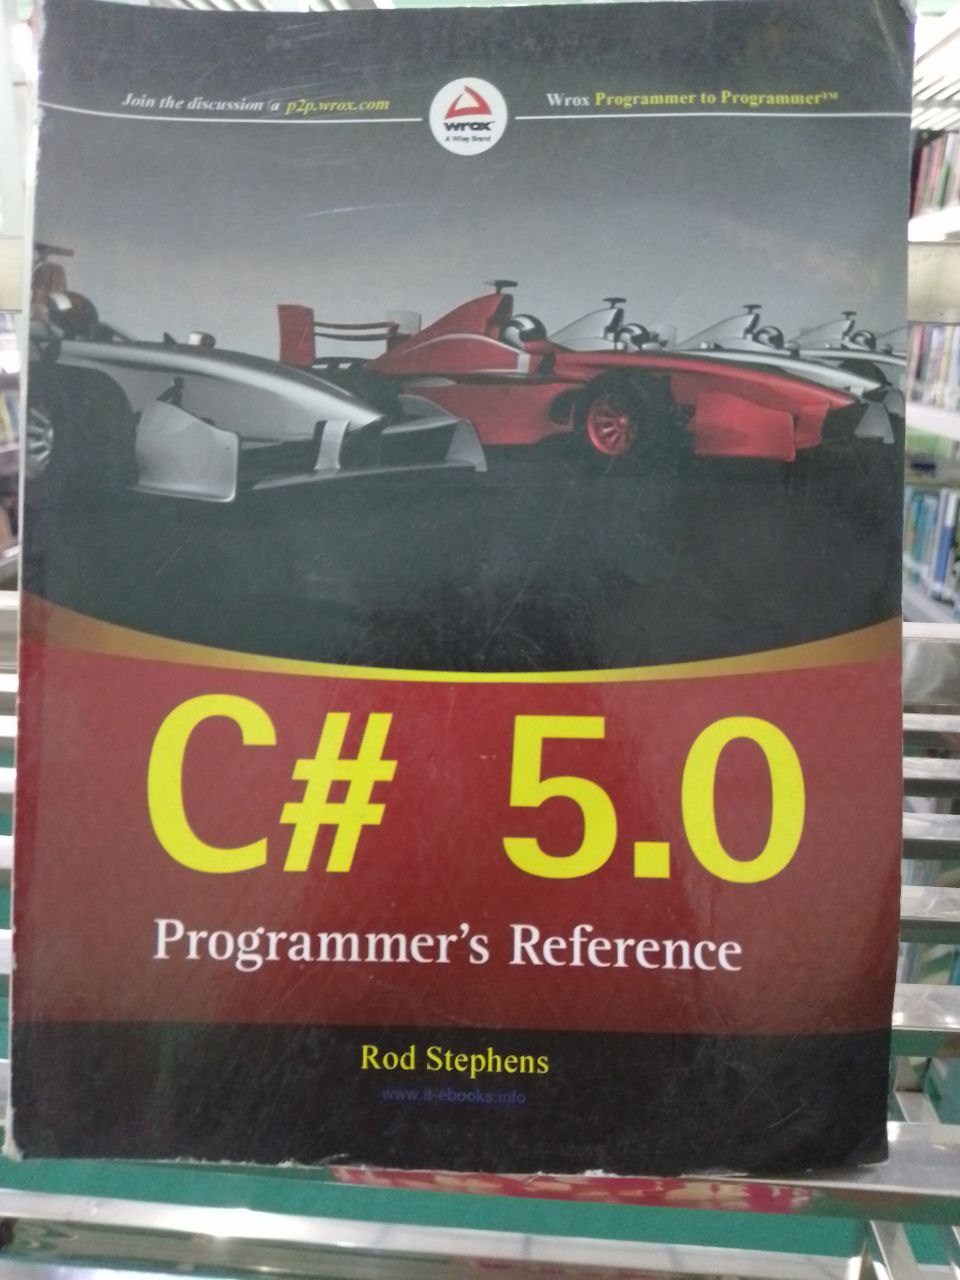 Join the discussion @ p2p.wrox.com
Wrox Programmer to Programmer™
wrox™
A Wiley Brand
C# 5.0
Programmer's Reference
Rod Stephens
www.it-ebooks.info